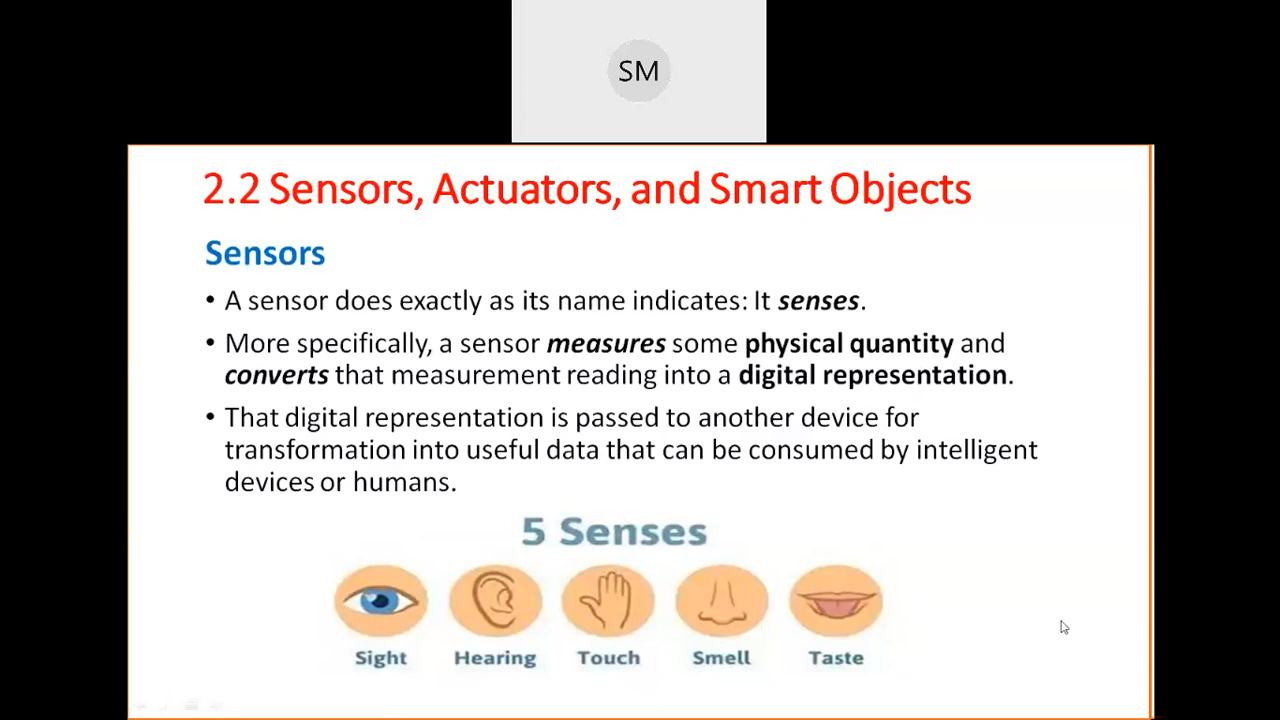 SM
2.2 Sensors, Actuators, and Smart Objects
Sensors
• A sensor does exactly as its name indicates: It senses.
• More specifically, a sensor measures some physical quantity and
converts that measurement reading into a digital representation.
• That digital representation is passed to another device for
transformation into useful data that can be consumed by intelligent
devices or humans.
5 Senses
Sight Hearing Touch Smell Taste